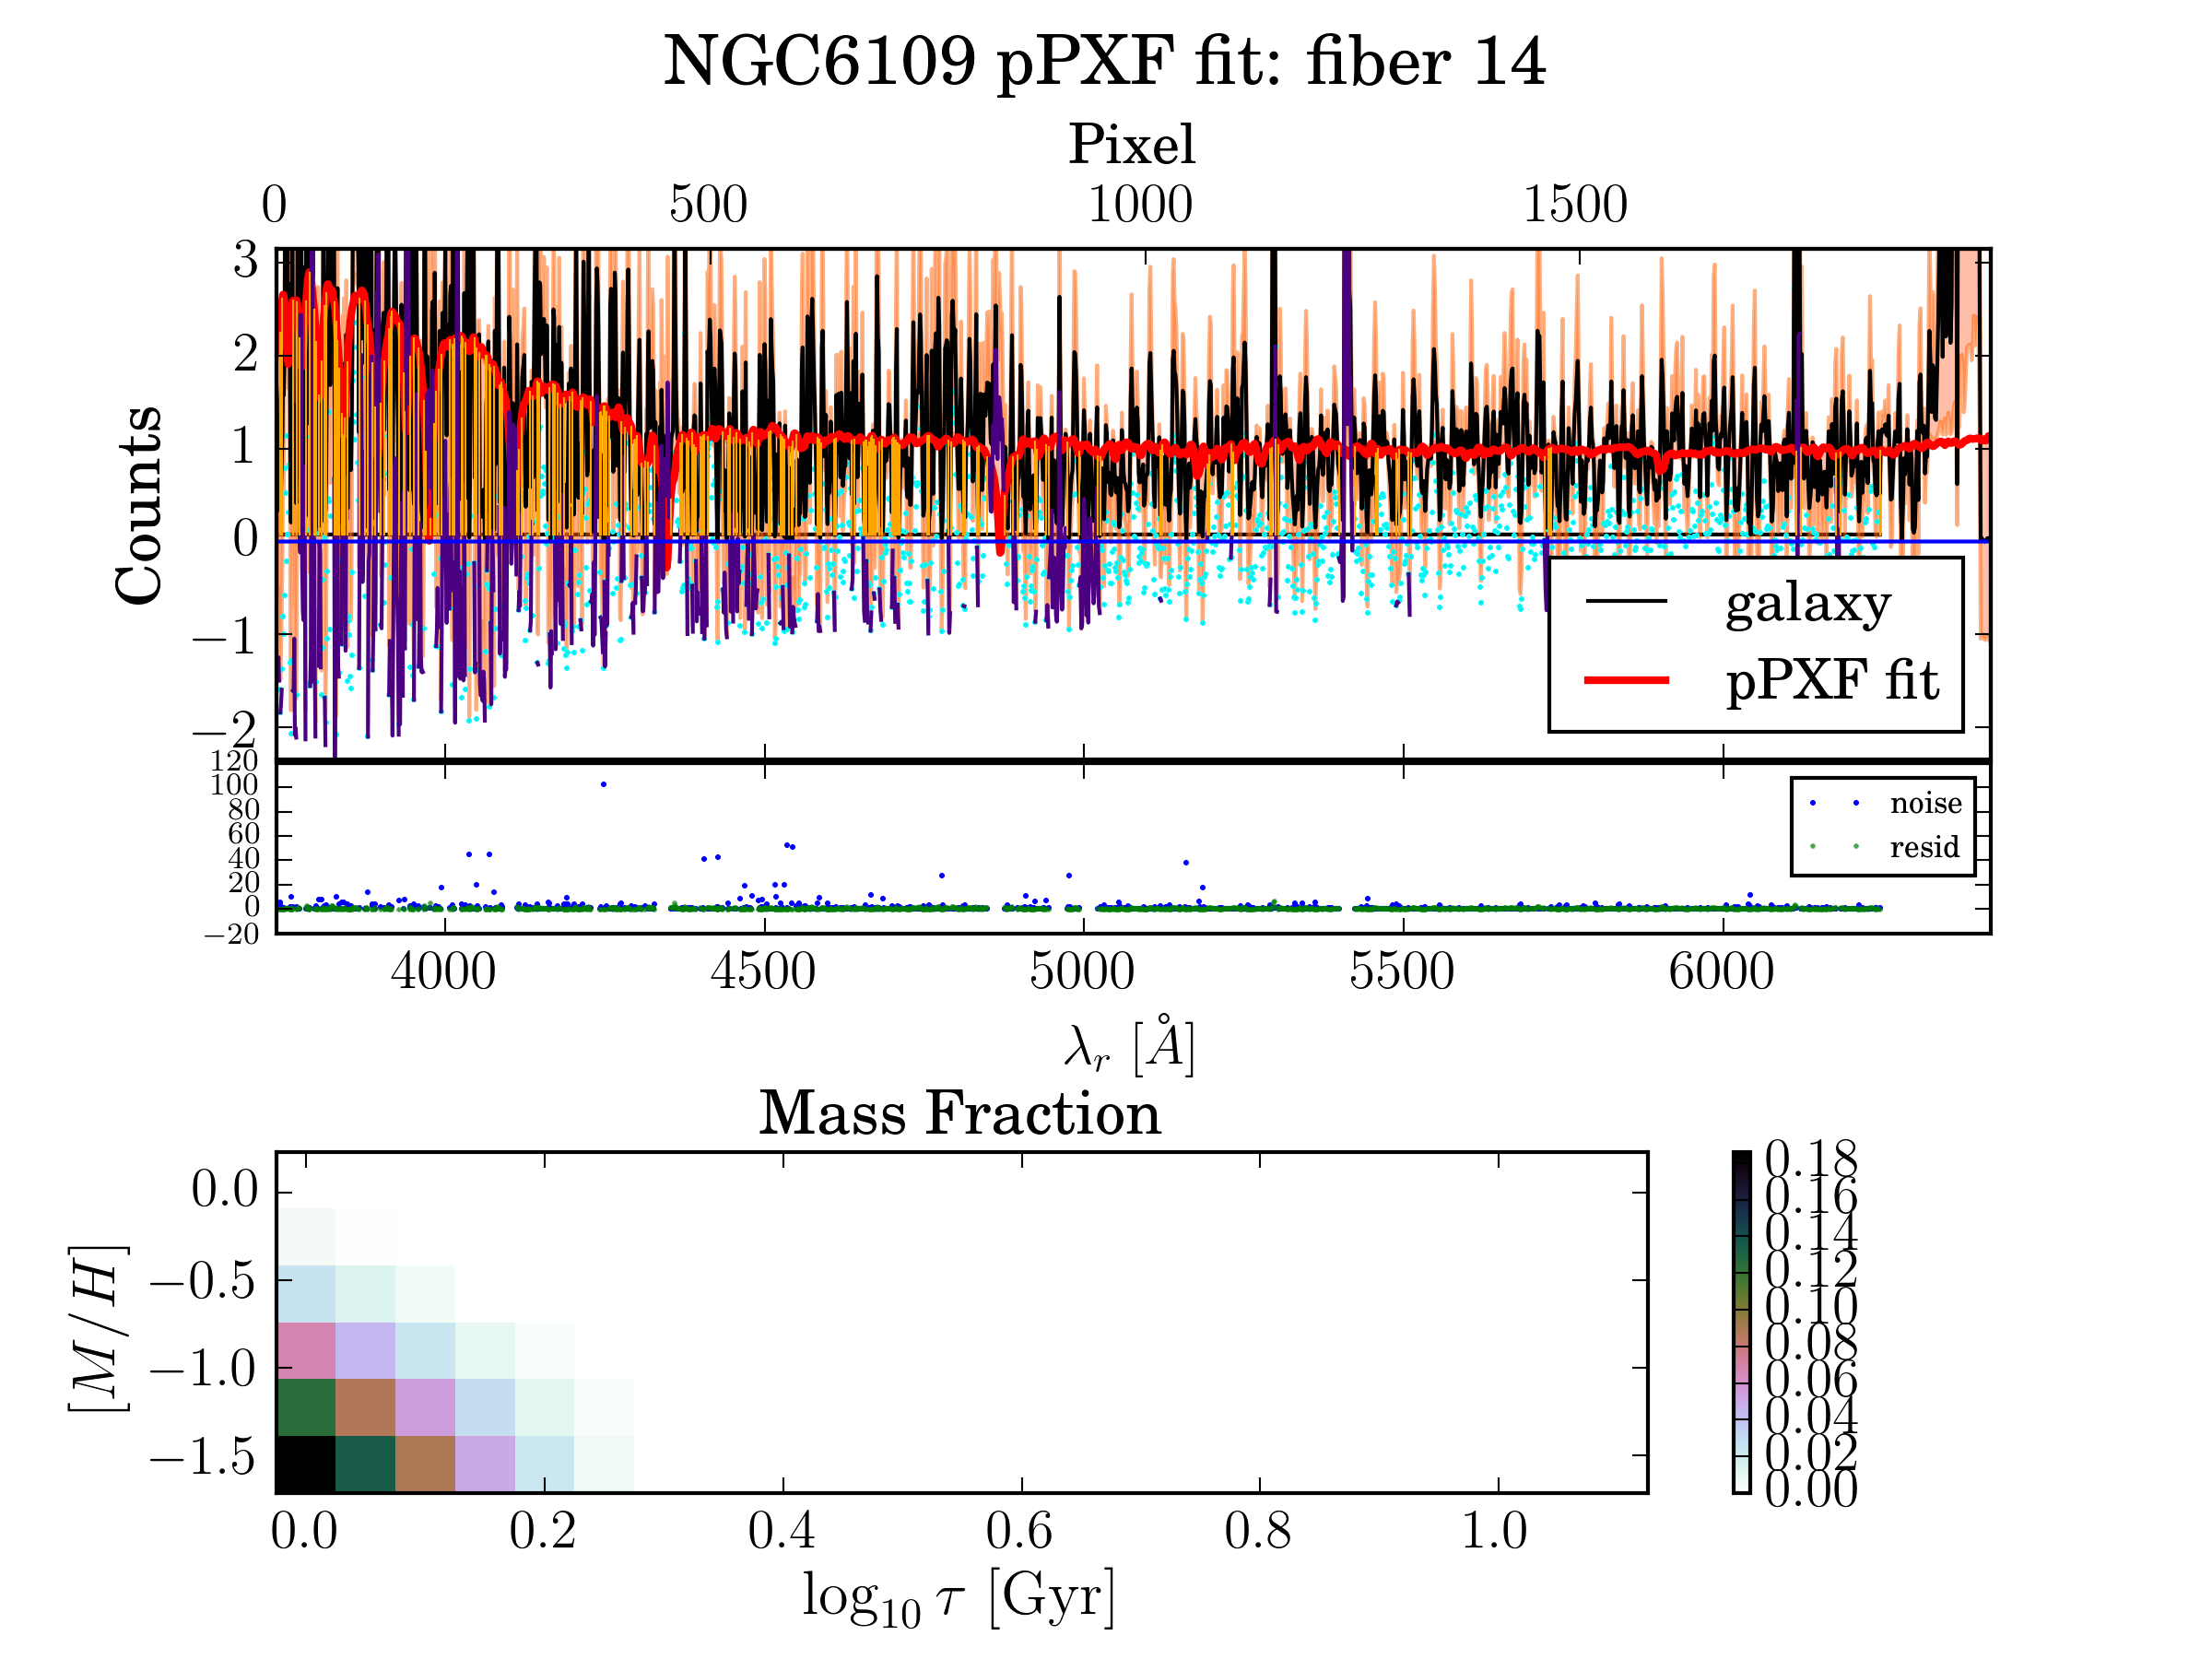 NGC6109 pPXF fit: fiber 14
Pixel
0 500 1000 1500
3
2
1
0
−1
−2
Counts
galaxy
pPXF fit
120
100
80
60
40
20
0
−20
noise
resid
4000 4500 5000 5500 6000
λr [Å]
Mass Fraction
0.0
−0.5
−1.0
−1.5
[M/H]
0.18
0.16
0.14
0.12
0.10
0.08
0.06
0.04
0.02
0.00
0.0 0.2 0.4 0.6 0.8 1.0
log10 τ [Gyr]